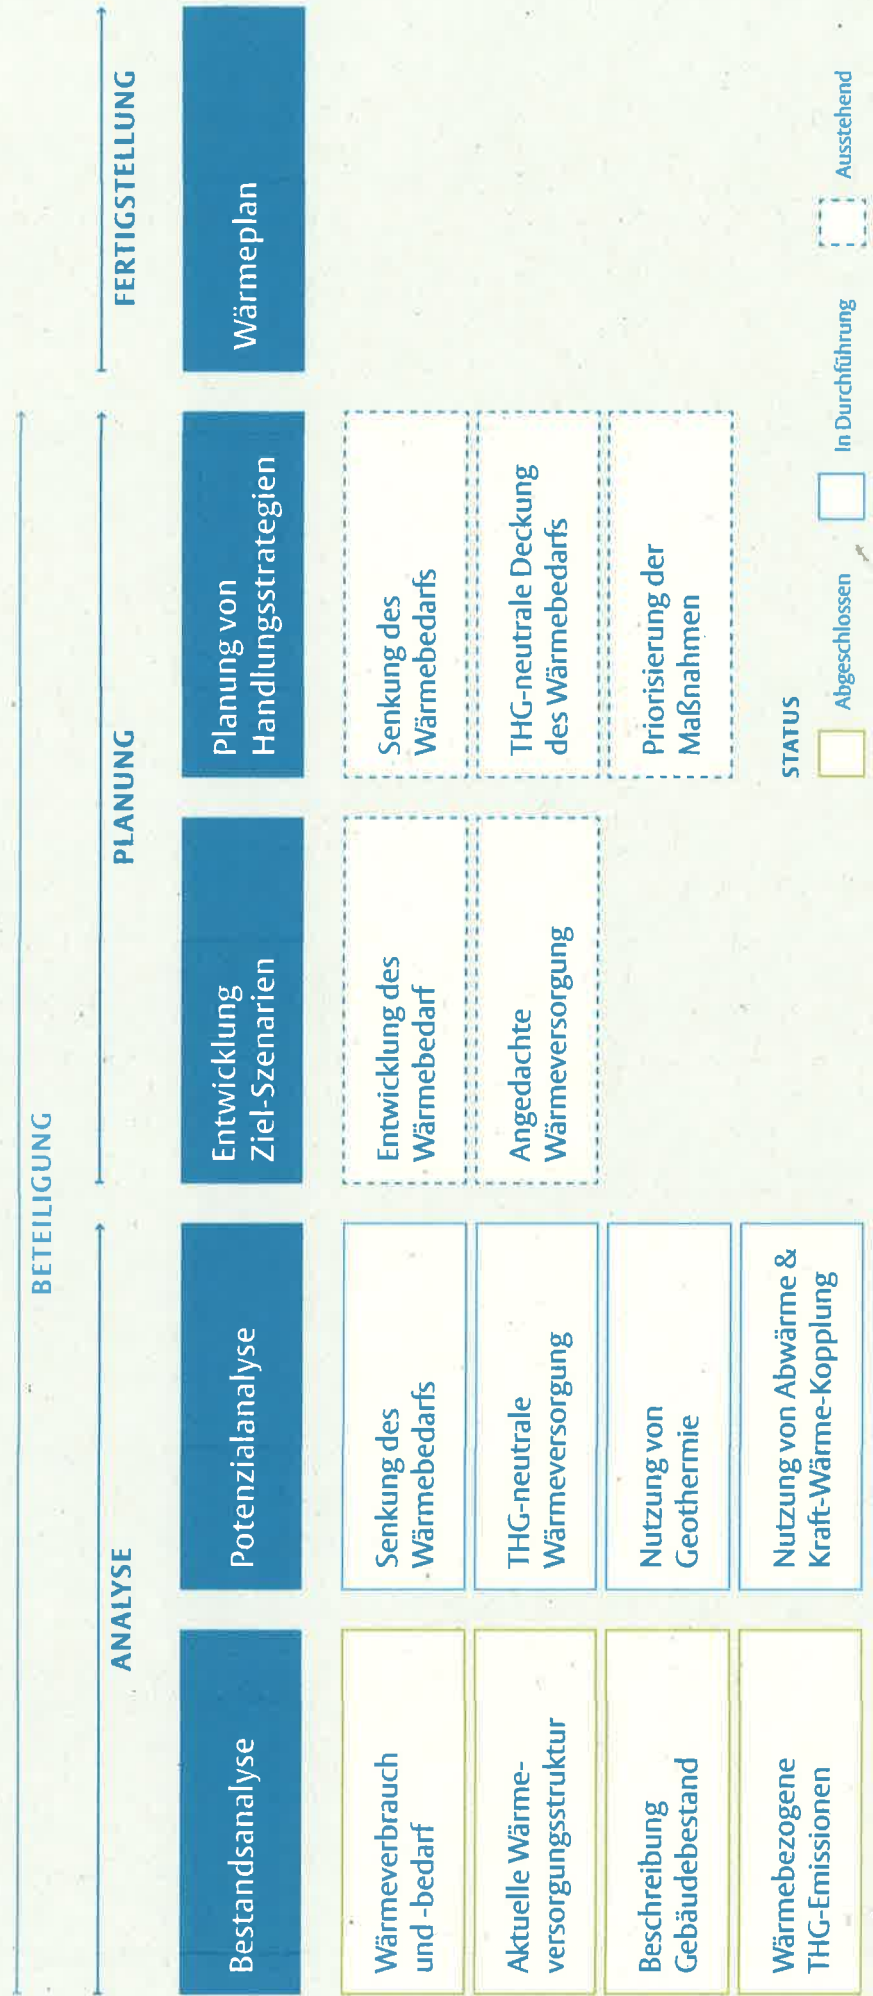 BETEILIGUNG
ANALYSE
PLANUNG
FERTIGSTELLUNG
Bestandsanalyse
Wärmeverbrauch
und -bedarf
Aktuelle Wärme-
versorgungsstruktur
Beschreibung
Gebäudebestand
Wärmebezogene
THG-Emissionen
Potenzialanalyse
Senkung des
Wärmebedarfs
THG-neutrale
Wärmeversorgung
Nutzung von
Geothermie
Nutzung von Abwärme &
Kraft-Wärme-Kopplung
Entwicklung
Ziel-Szenarien
Entwicklung des
Wärmebedarf
Angedachte
Wärmeversorgung
Planung von
Handlungsstrategien
Senkung des
Wärmebedarfs
THG-neutrale Deckung
des Wärmebedarfs
Priorisierung der
Maßnahmen
Wärmeplan
STATUS
Abgeschlossen
In Durchführung
Ausstehend